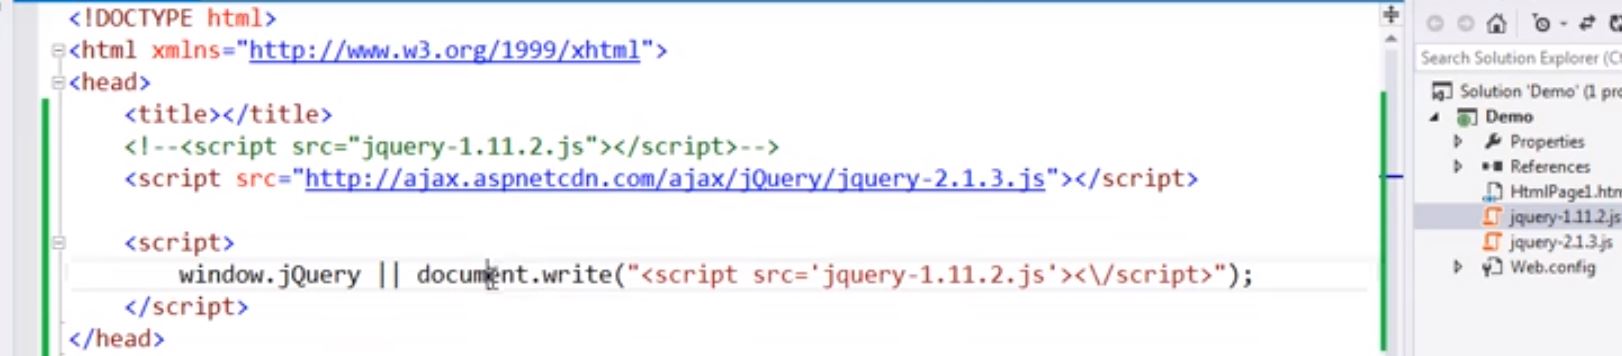 <!DOCTYPE html>
<html xmlns="http://www.w3.org/1999/xhtml">
<head>
<title></title>
<!--<script src="jquery-1.11.2.js"></script>-->
<script src="http://ajax.aspnetcdn.com/ajax/jQuery/jquery-2.1.3.js"></script>
<script>
window.jQuery || document.write("<script src='jquery-1.11.2.js'><\/script>");
</script>
</head>
Search Solution Explorer (Ct
Solution 'Demo' (1 pro
Demo
Properties
References
HtmlPage1.htm
jquery-1.11.2.js
jquery-2.1.3.js
Web.config